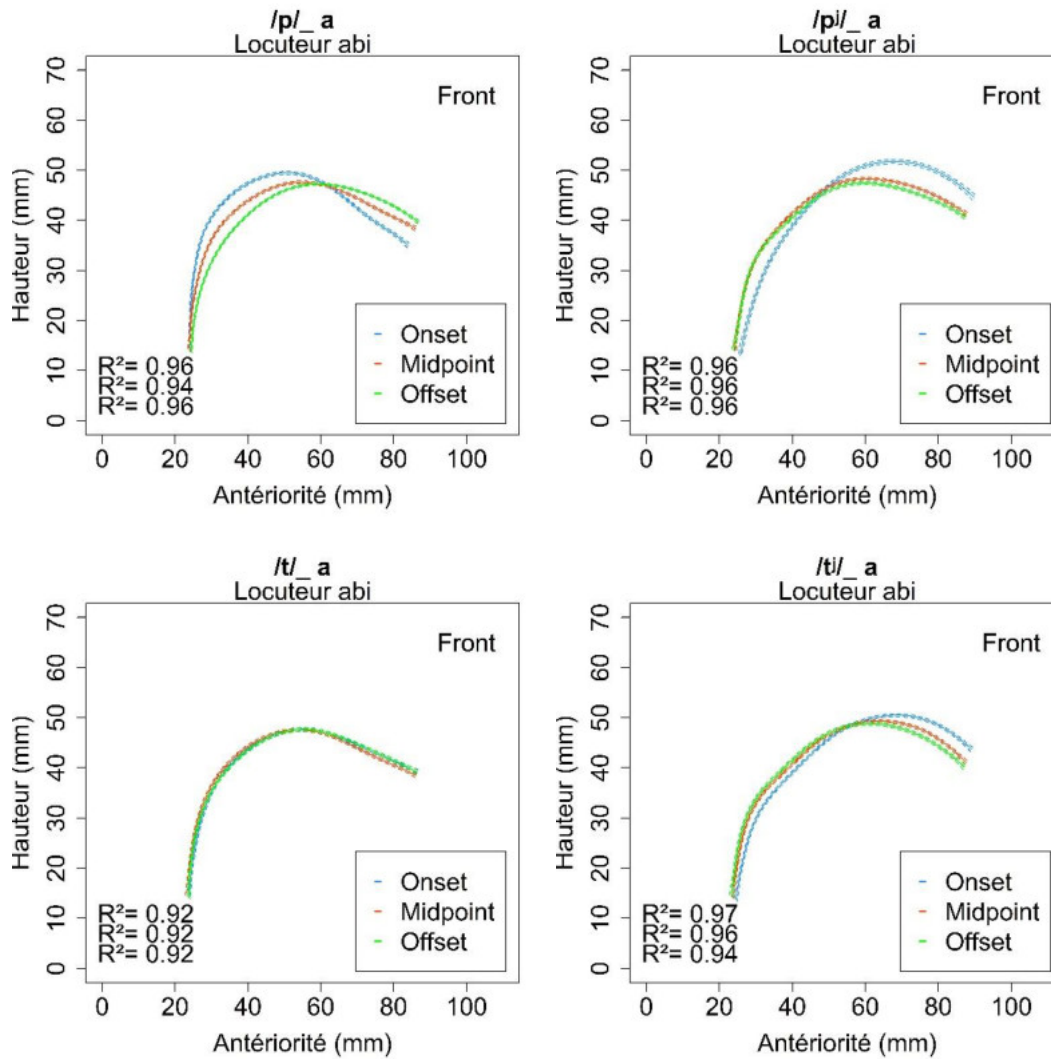 /p/_ a
Locuteur abi
Front
Hauteur (mm)
70
60
50
40
30
20
10
0
Onset
Midpoint
Offset
R²= 0.96
R²= 0.94
R²= 0.96
0 20 40 60 80 100
Antériorité (mm)
/pʲ/_ a
Locuteur abi
Front
Hauteur (mm)
70
60
50
40
30
20
10
0
Onset
Midpoint
Offset
R²= 0.96
R²= 0.96
R²= 0.96
0 20 40 60 80 100
Antériorité (mm)
/t/_ a
Locuteur abi
Front
Hauteur (mm)
70
60
50
40
30
20
10
0
Onset
Midpoint
Offset
R²= 0.92
R²= 0.92
R²= 0.92
0 20 40 60 80 100
Antériorité (mm)
/tʲ/_ a
Locuteur abi
Front
Hauteur (mm)
70
60
50
40
30
20
10
0
Onset
Midpoint
Offset
R²= 0.97
R²= 0.96
R²= 0.94
0 20 40 60 80 100
Antériorité (mm)